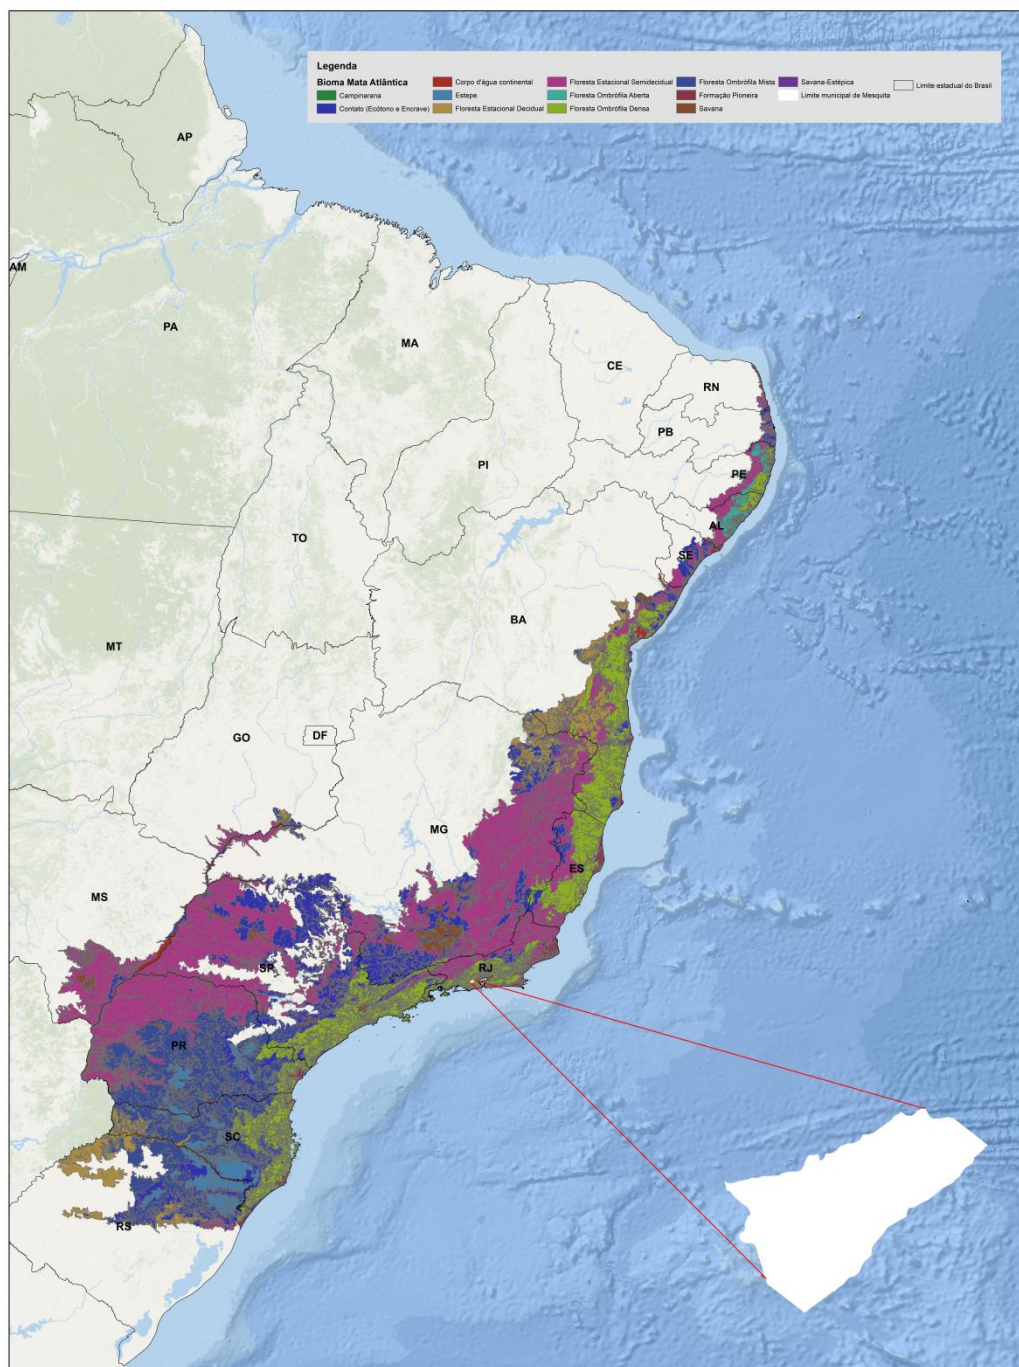 Legenda
Bioma Mata Atlântica
Campinarana
Contato (Ecótono e Encrave)
Corpo d'água continental
Estepe
Floresta Estacional Decidual
Floresta Estacional Semidecidual
Floresta Ombrófila Aberta
Floresta Ombrófila Densa
Floresta Ombrófila Mista
Formação Pioneira
Savana
Savana-Estépica
Limite municipal de Mesquita
Limite estadual do Brasil
AP
AM
PA
MA
CE
RN
PB
PI
PE
AL
TO
SE
BA
MT
GO
DF
MG
MS
ES
SP
RJ
PR
SC
RS